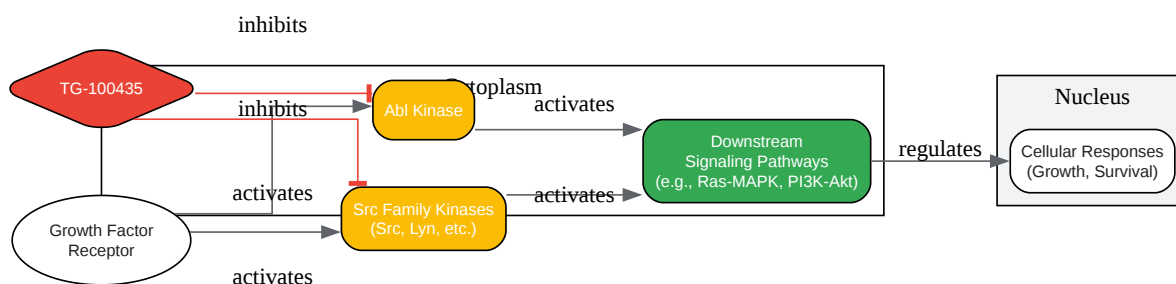 inhibits
TG-100435
Cytoplasm
Abl Kinase
inhibits
activates
Nucleus
Downstream
Signaling Pathways
(e.g., Ras-MAPK, PI3K-Akt)
regulates
Cellular Responses
(Growth, Survival)
activates
Src Family Kinases
(Src, Lyn, etc.)
activates
Growth Factor
Receptor
activates